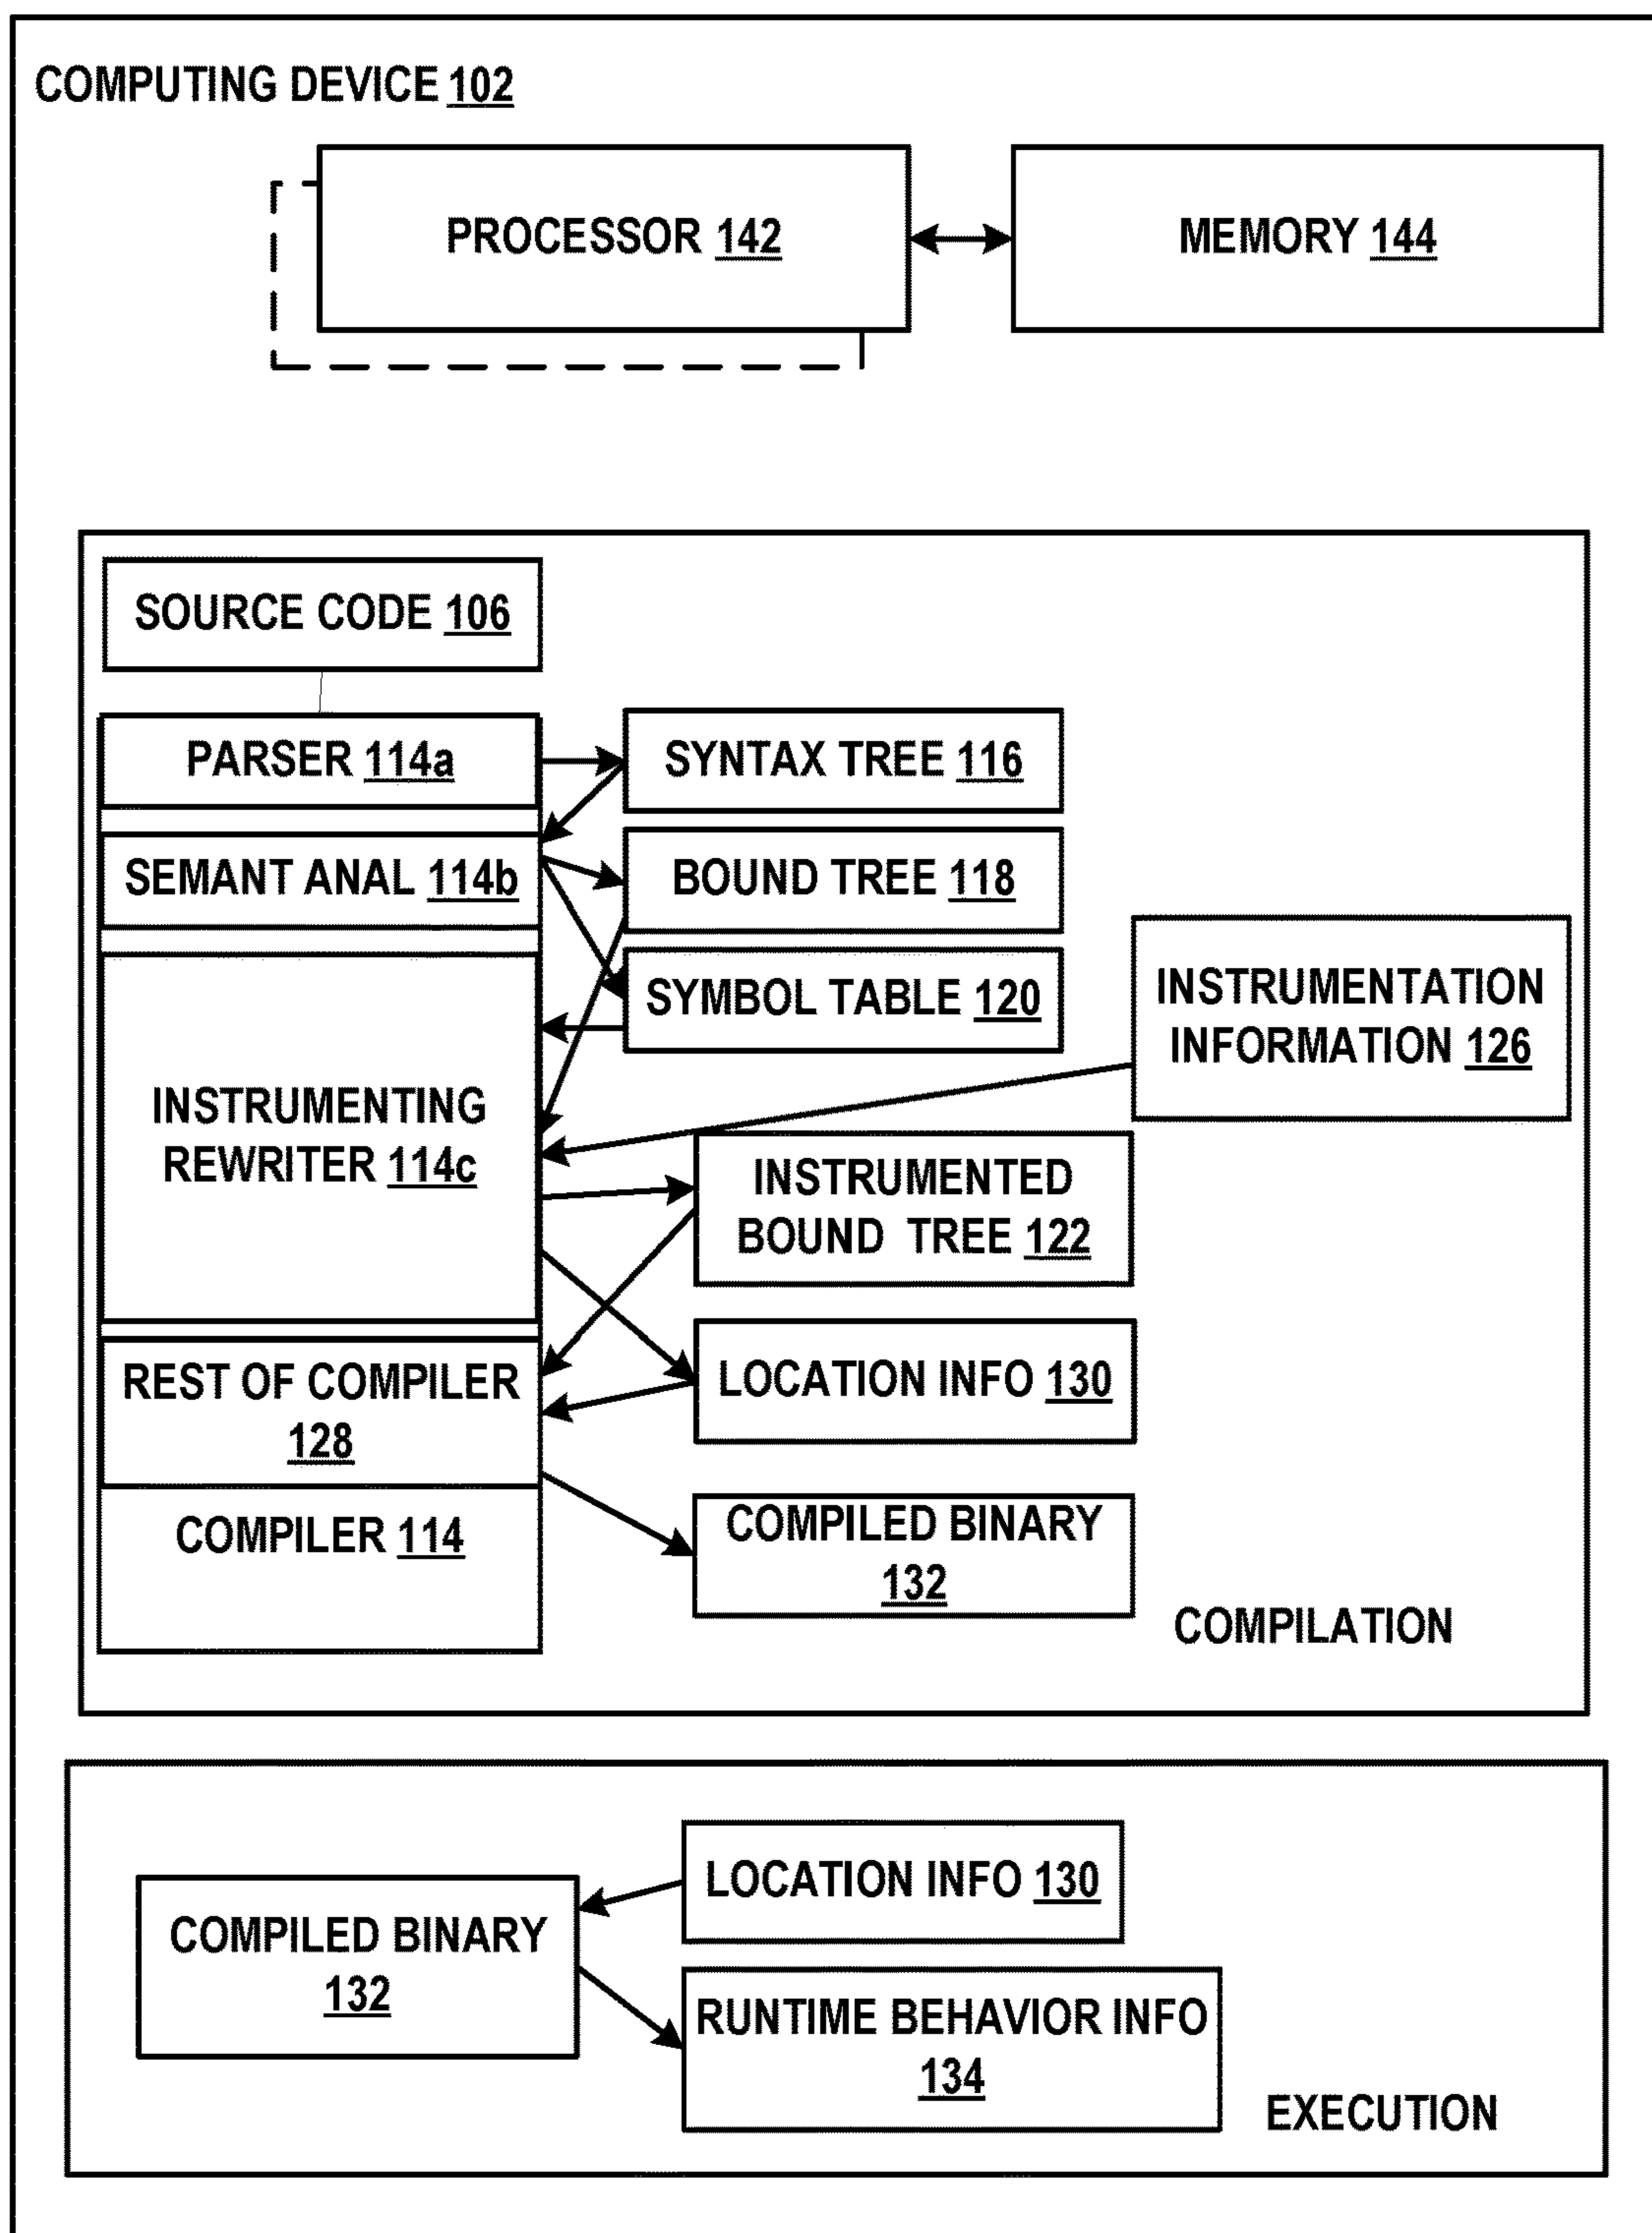 COMPUTING DEVICE 102
PROCESSOR 142
MEMORY 144
SOURCE CODE 106
PARSER 114a
SYNTAX TREE 116
SEMANT ANAL 114b
BOUND TREE 118
SYMBOL TABLE 120
INSTRUMENTATION
INFORMATION 126
INSTRUMENTING
REWRITER 114c
INSTRUMENTED
BOUND TREE 122
REST OF COMPILER
128
LOCATION INFO 130
COMPILER 114
COMPILED BINARY
132
COMPILATION
LOCATION INFO 130
COMPILED BINARY
132
RUNTIME BEHAVIOR INFO
134
EXECUTION